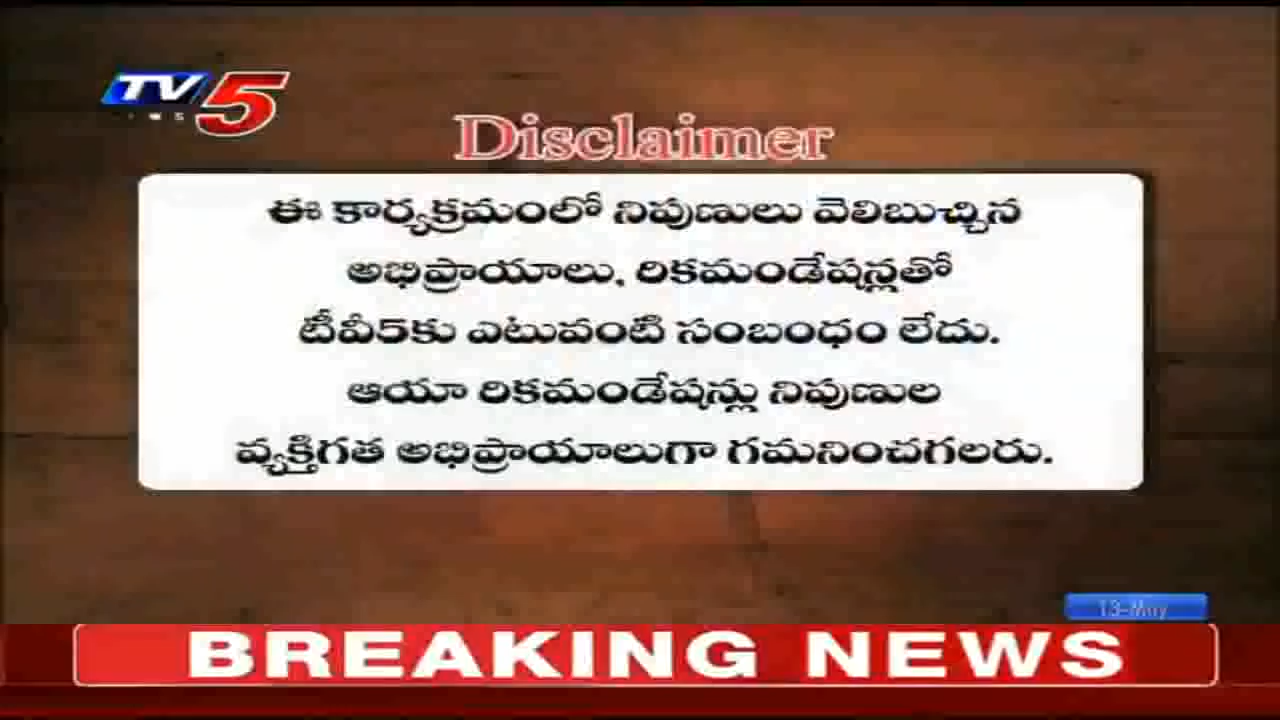 TV5
NEWS
Disclaimer
ఈ కార్యక్రమంలో నిపుణులు వెలిబుచ్చిన
అభిప్రాయాలు, రికమండేషన్లతో
టీవీ5కు ఎటువంటి సంబంధం లేదు.
ఆయా రికమండేషన్లు నిపుణుల
వ్యక్తిగత అభిప్రాయాలుగా గమనించగలరు.
13-May
BREAKING NEWS